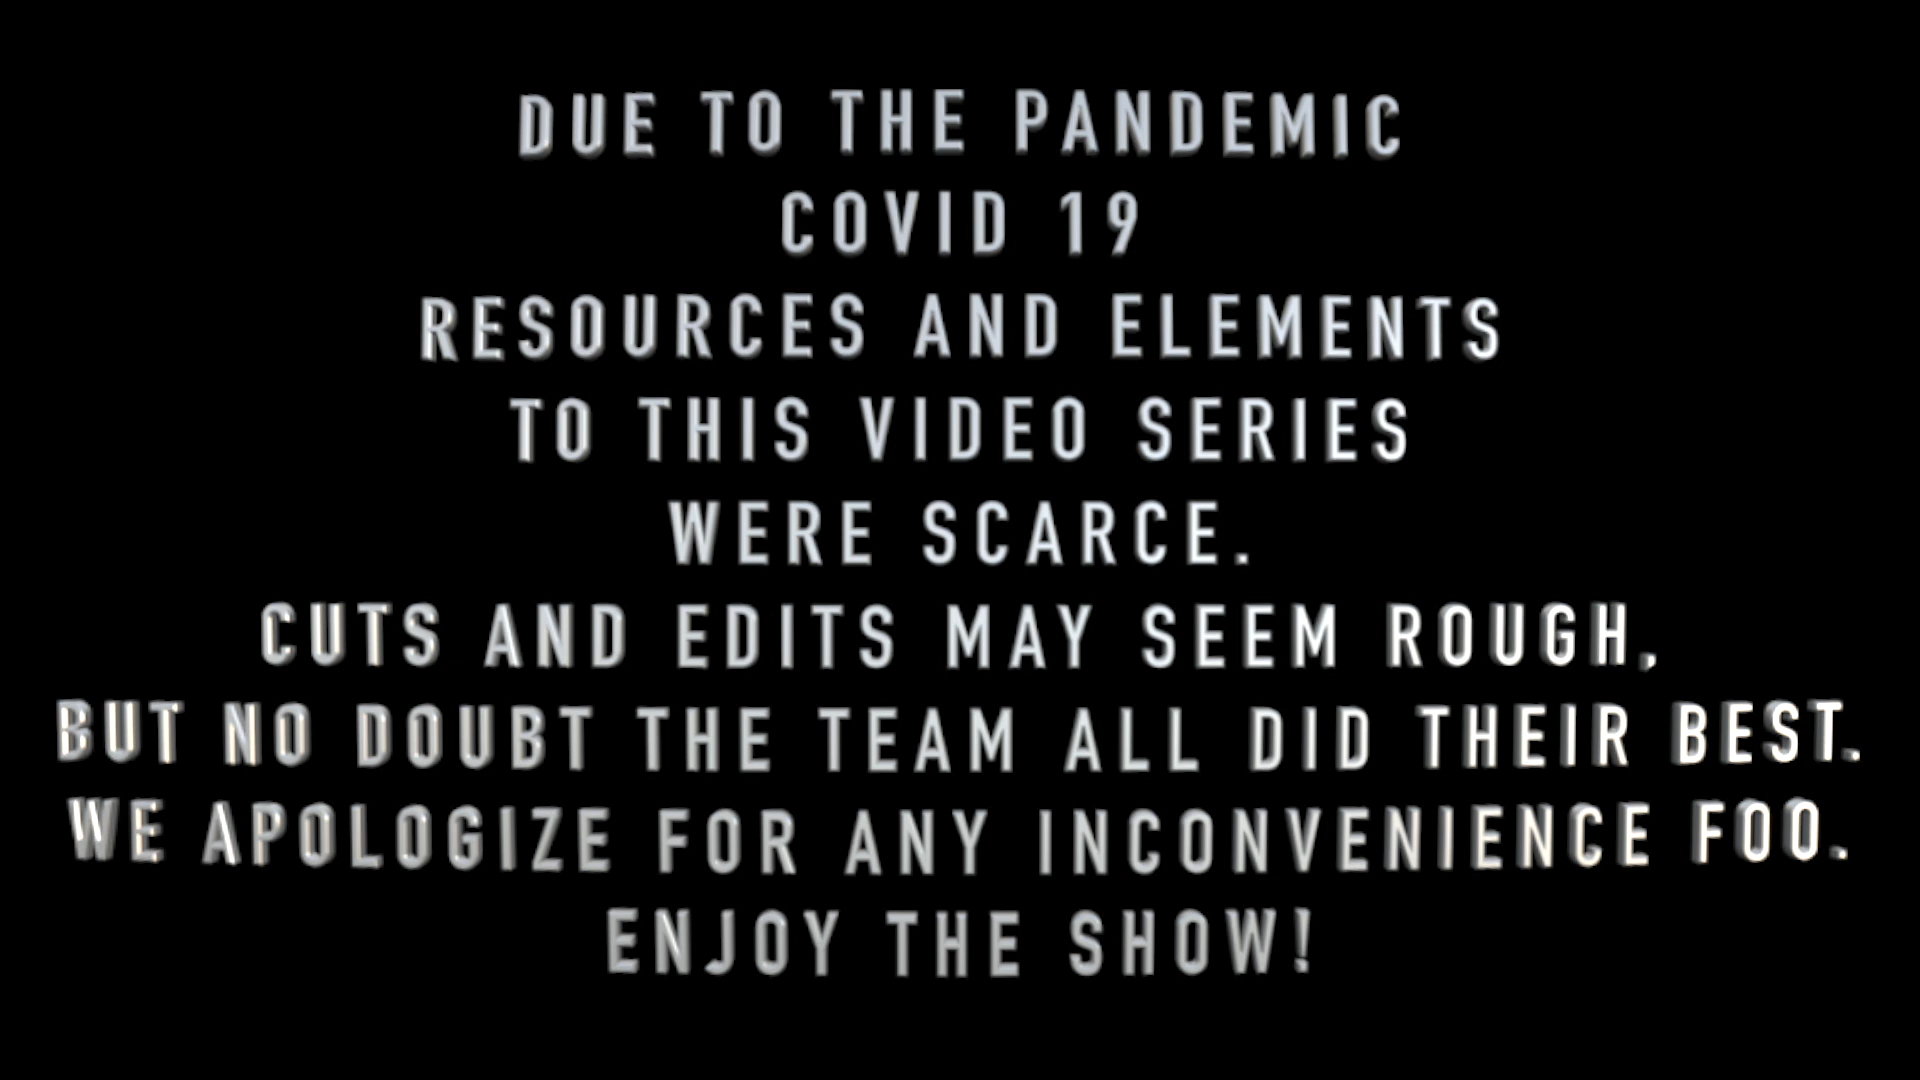 DUE TO THE PANDEMIC
COVID 19
RESOURCES AND ELEMENTS
TO THIS VIDEO SERIES
WERE SCARCE.
CUTS AND EDITS MAY SEEM ROUGH,
BUT NO DOUBT THE TEAM ALL DID THEIR BEST.
WE APOLOGIZE FOR ANY INCONVENIENCE FOO.
ENJOY THE SHOW!